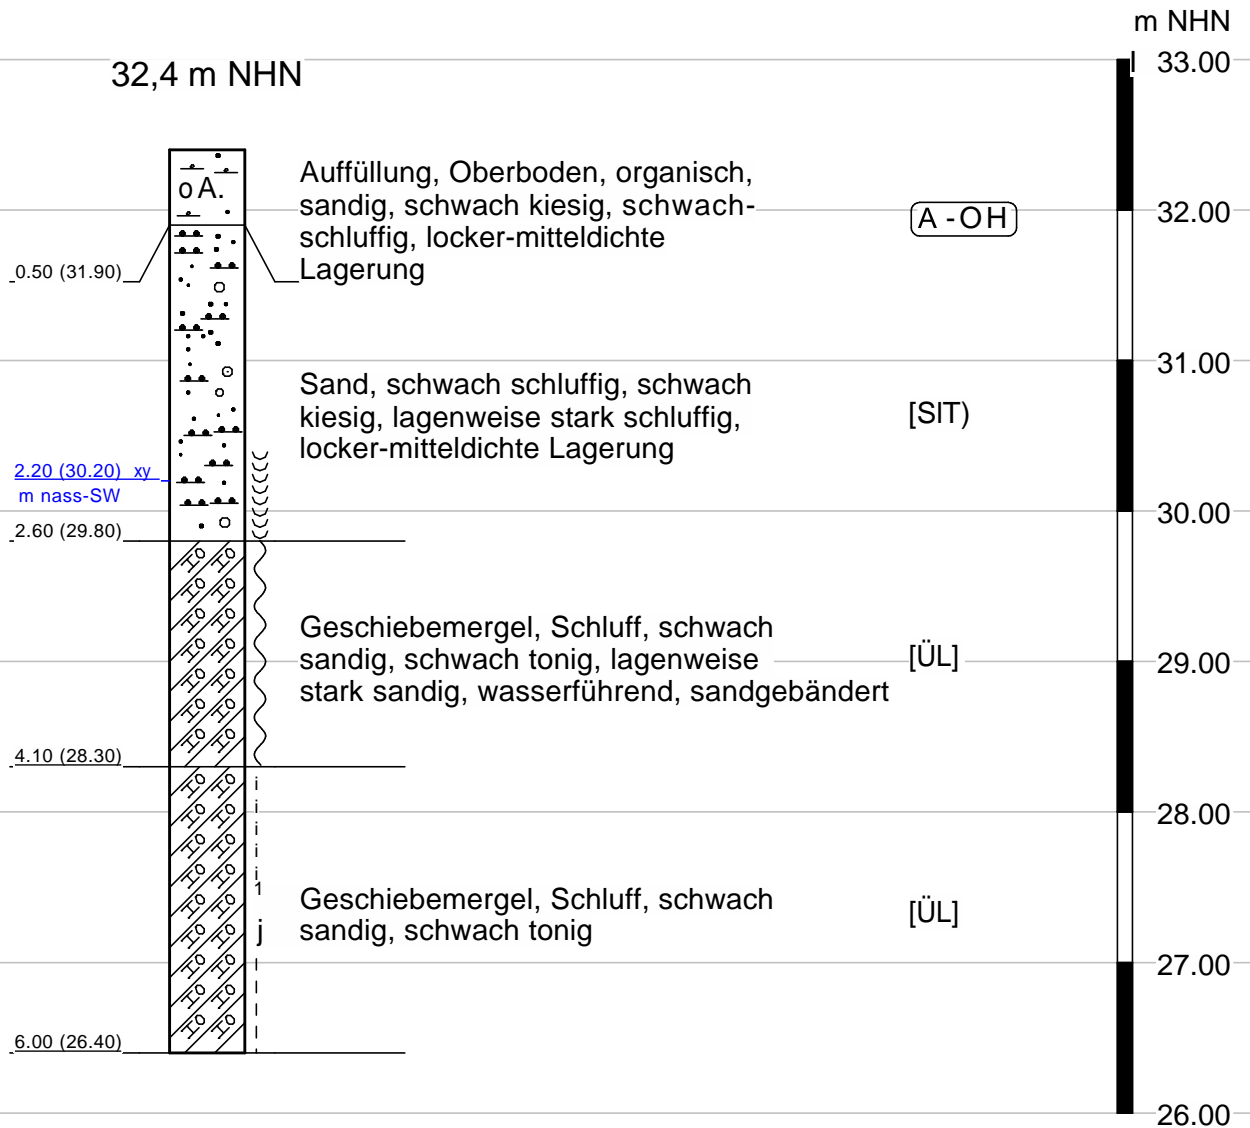 m NHN
33.00
32,4 m NHN
Auffüllung, Oberboden, organisch,
sandig, schwach kiesig, schwach-
schluffig, locker-mitteldichte
Lagerung
o A.
A -OH
32.00
0.50 (31.90)
31.00
Sand, schwach schluffig, schwach
kiesig, lagenweise stark schluffig,
locker-mitteldichte Lagerung
[SIT)
2.20 (30.20) xy
m nass-SW
30.00
2.60 (29.80)
Geschiebemergel, Schluff, schwach
sandig, schwach tonig, lagenweise
stark sandig, wasserführend, sandgebändert
[ÜL]
29.00
4.10 (28.30)
28.00
Geschiebemergel, Schluff, schwach
sandig, schwach tonig
[ÜL]
j
27.00
6.00 (26.40)
26.00